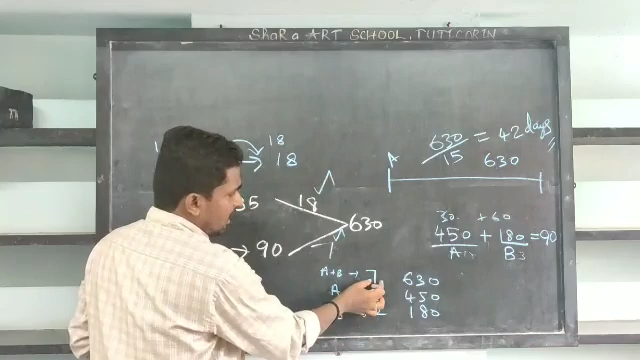 ShaRa ART SCHOOL, TUTICORIN
18
→ 18
630/15 = 42 days
A 630
35 18
630
→ 90
30 + 60
450/A + 180/B = 90
A+B → 7 630
A 450
180